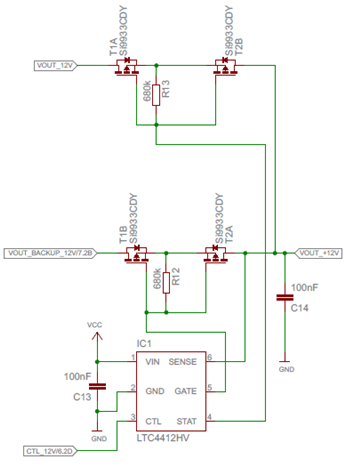 T1A
Si9933CDY
Si9933CDY
T2B
VOUT_12V
680k
R13
T1B
Si9933CDY
Si9933CDY
T2A
VOUT_BACKUP_12V/7.2B
VOUT_+12V
680k
R12
100nF
C14
GND
VCC
IC1
100nF
C13
GND
1 VIN SENSE 6
2 GND GATE 5
3 CTL STAT 4
LTC4412HV
CTL_12V/6.2D